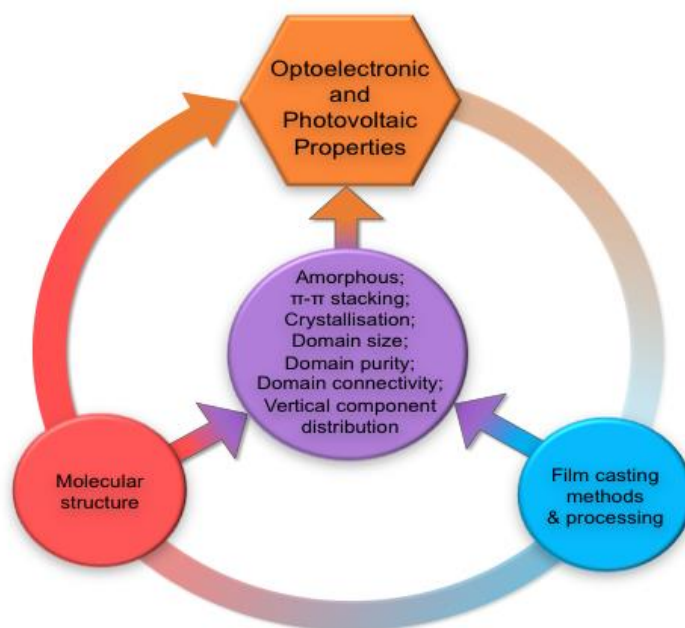 Optoelectronic
and
Photovoltaic
Properties
Amorphous;
π-π stacking;
Crystallisation;
Domain size;
Domain purity;
Domain connectivity;
Vertical component
distribution
Molecular
structure
Film casting
methods
& processing